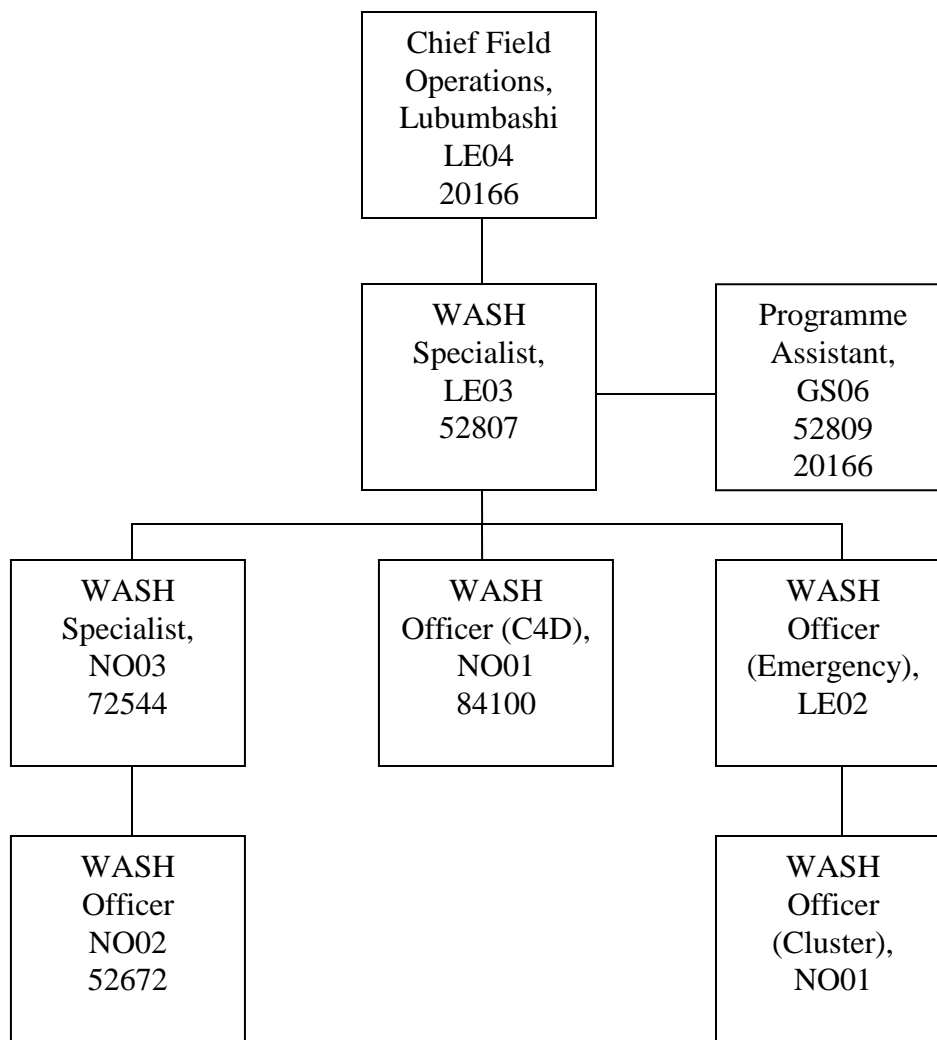 Chief Field
Operations,
Lubumbashi
LE04
20166
WASH
Specialist,
LE03
52807
Programme
Assistant,
GS06
52809
20166
WASH
Specialist,
NO03
72544
WASH
Officer (C4D),
NO01
84100
WASH
Officer
(Emergency),
LE02
WASH
Officer
NO02
52672
WASH
Officer
(Cluster),
NO01